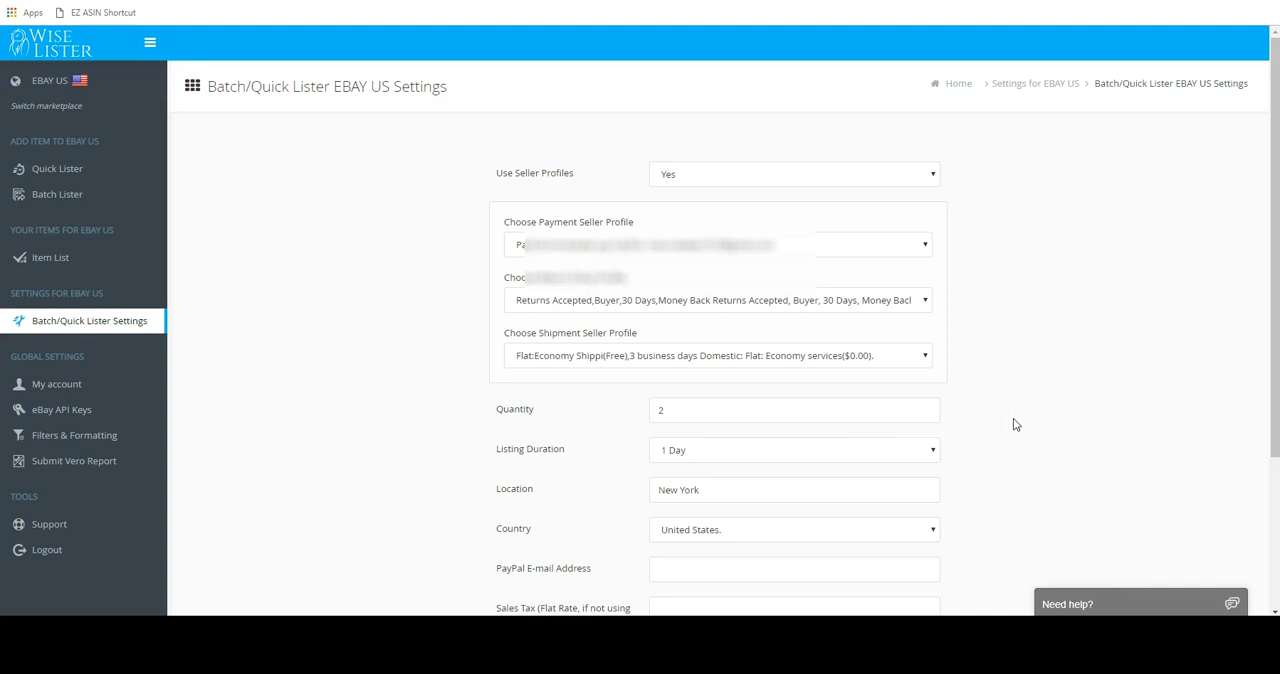 Apps
EZ ASIN Shortcut
WISE
LISTER
EBAY US
Switch marketplace
ADD ITEM TO EBAY US
Quick Lister
Batch Lister
YOUR ITEMS FOR EBAY US
Item List
SETTINGS FOR EBAY US
Batch/Quick Lister Settings
GLOBAL SETTINGS
My account
eBay API Keys
Filters & Formatting
Submit Vero Report
TOOLS
Support
Logout
Batch/Quick Lister EBAY US Settings
Home > Settings for EBAY US > Batch/Quick Lister EBAY US Settings
Use Seller Profiles
Yes
Choose Payment Seller Profile
Returns Accepted,Buyer,30 Days,Money Back Returns Accepted, Buyer, 30 Days, Money Bacl
Choose Shipment Seller Profile
Flat:Economy Shippi(Free),3 business days Domestic: Flat: Economy services($0.00).
Quantity
2
Listing Duration
1 Day
Location
New York
Country
United States.
PayPal E-mail Address
Sales Tax (Flat Rate, if not using
Need help?